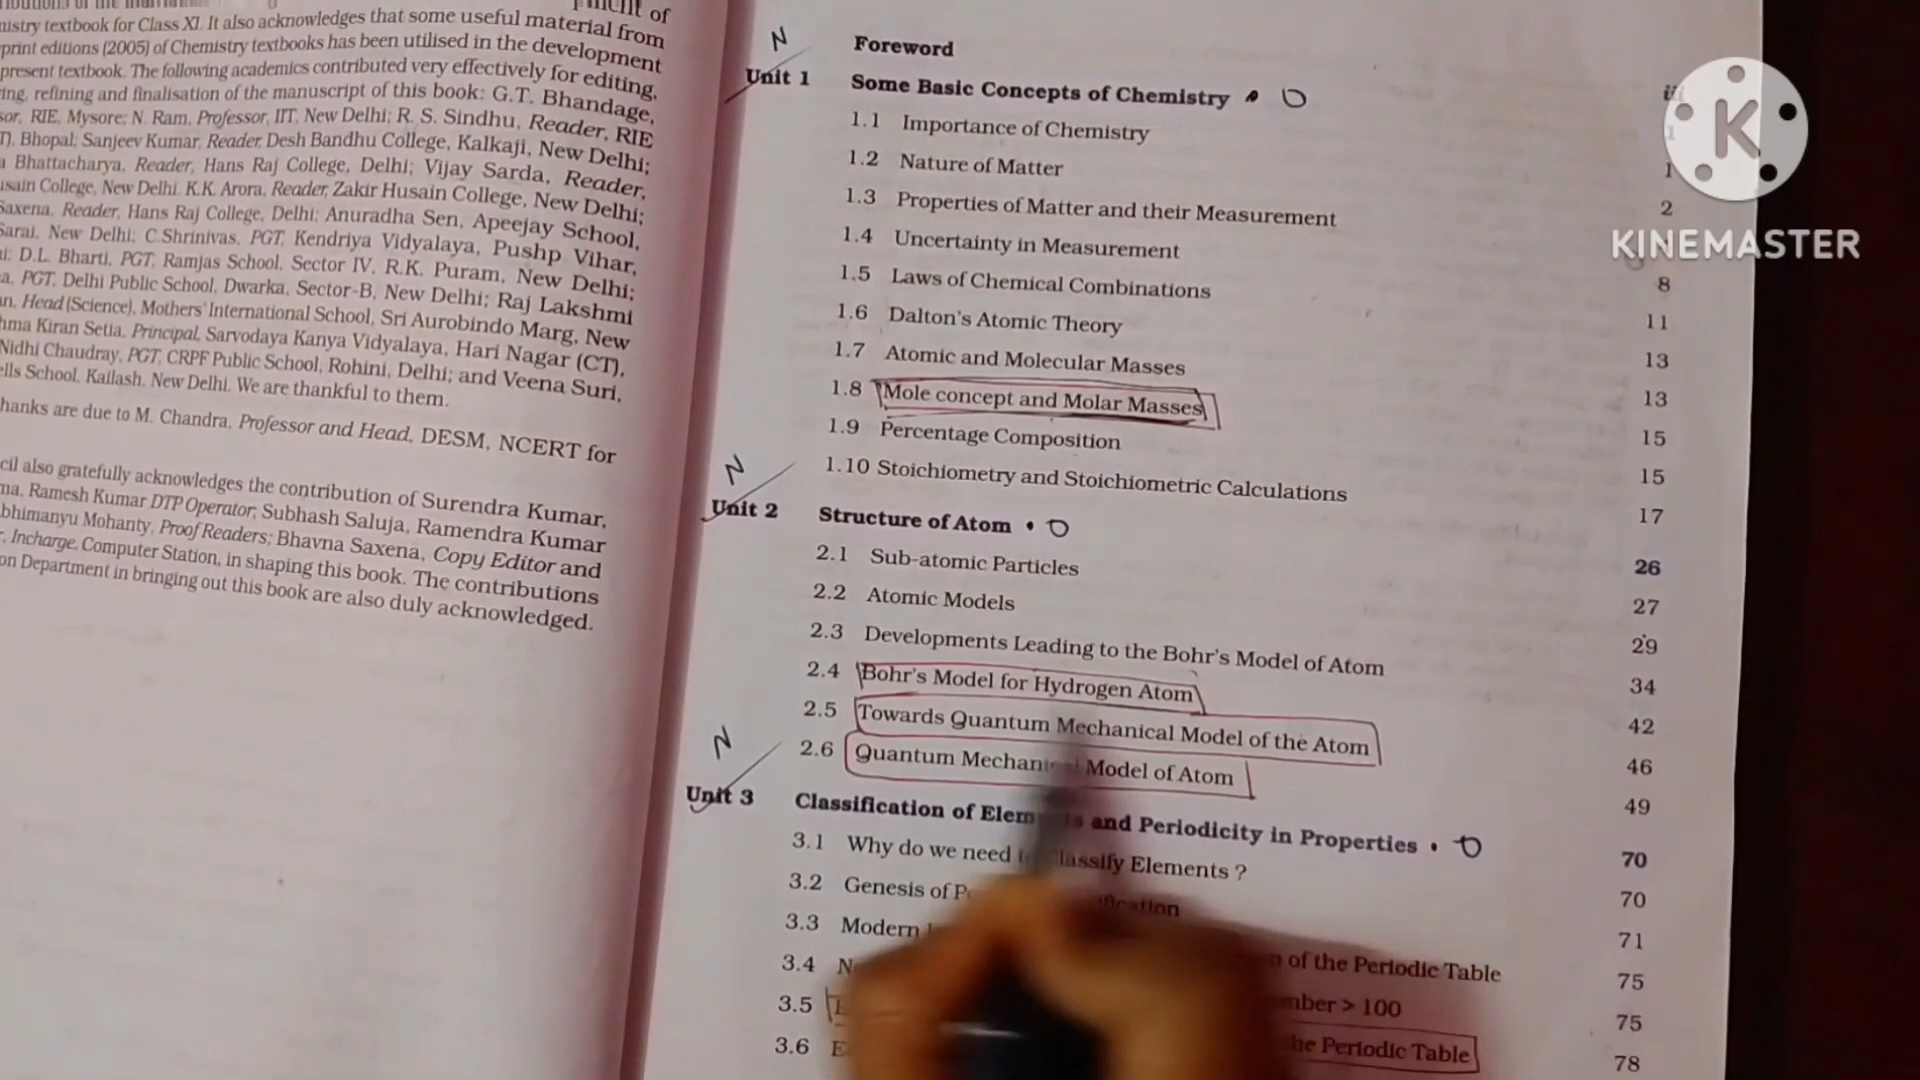 nistry textbook for Class XI. It also acknowledges that some useful material from
print editions (2005) of Chemistry textbooks has been utilised in the development
present textbook. The following academics contributed very effectively for editing,
ring, refining and finalisation of the manuscript of this book: G.T. Bhandage,
sor, RIE, Mysore; N. Ram, Professor, IIT, New Delhi; R. S. Sindhu, Reader, RIE
T), Bhopal; Sanjeev Kumar, Reader, Desh Bandhu College, Kalkaji, New Delhi;
a Bhattacharya, Reader, Hans Raj College, Delhi; Vijay Sarda, Reader,
usain College, New Delhi. K.K. Arora, Reader, Zakir Husain College, New Delhi;
Saxena, Reader, Hans Raj College, Delhi; Anuradha Sen, Apeejay School,
Sarai, New Delhi; C.Shrinivas, PGT, Kendriya Vidyalaya, Pushp Vihar,
i; D.L. Bharti, PGT, Ramjas School, Sector IV, R.K. Puram, New Delhi;
a, PGT, Delhi Public School, Dwarka, Sector-B, New Delhi; Raj Lakshmi
n, Head (Science), Mothers' International School, Sri Aurobindo Marg, New
hma Kiran Setia, Principal, Sarvodaya Kanya Vidyalaya, Hari Nagar (CT),
Nidhi Chaudray, PGT, CRPF Public School, Rohini, Delhi; and Veena Suri,
ells School, Kailash, New Delhi. We are thankful to them.
hanks are due to M. Chandra, Professor and Head, DESM, NCERT for
cil also gratefully acknowledges the contribution of Surendra Kumar,
ma, Ramesh Kumar DTP Operator; Subhash Saluja, Ramendra Kumar
bhimanyu Mohanty, Proof Readers; Bhavna Saxena, Copy Editor and
, Incharge, Computer Station, in shaping this book. The contributions
on Department in bringing out this book are also duly acknowledged.
N
Foreword
Unit 1 Some Basic Concepts of Chemistry
1.1 Importance of Chemistry 1
1.2 Nature of Matter 1
1.3 Properties of Matter and their Measurement 2
1.4 Uncertainty in Measurement
1.5 Laws of Chemical Combinations 8
1.6 Dalton's Atomic Theory 11
1.7 Atomic and Molecular Masses 13
1.8 Mole concept and Molar Masses 13
1.9 Percentage Composition 15
1.10 Stoichiometry and Stoichiometric Calculations 15
17
N
Unit 2 Structure of Atom
2.1 Sub-atomic Particles 26
2.2 Atomic Models 27
2.3 Developments Leading to the Bohr's Model of Atom 29
2.4 Bohr's Model for Hydrogen Atom 34
2.5 Towards Quantum Mechanical Model of the Atom 42
2.6 Quantum Mechanical Model of Atom 46
49
N
Unit 3 Classification of Elements and Periodicity in Properties 70
3.1 Why do we need to Classify Elements ? 70
3.2 Genesis of 71
3.3 Modern of the Periodic Table 75
3.4 > 100 75
3.5 the Periodic Table 78
3.6
K
KINEMASTER